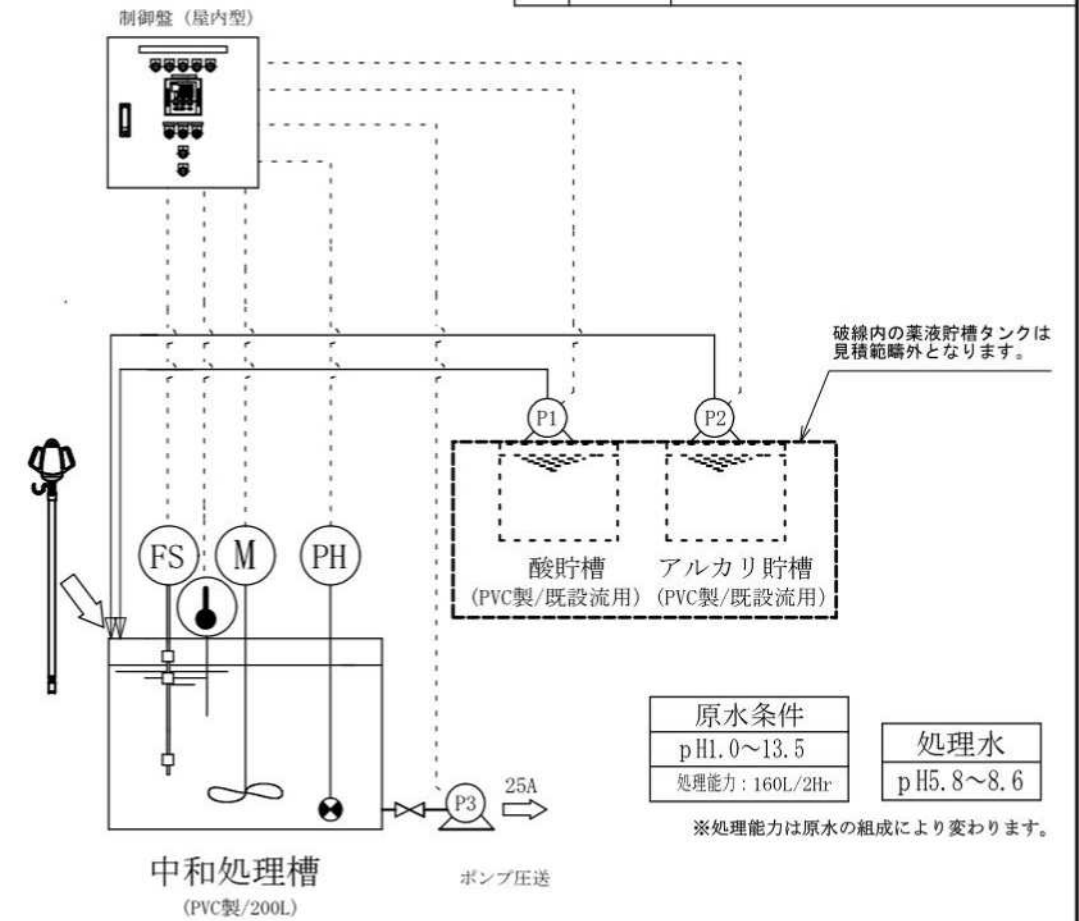 制御盤（屋内型）
破線内の薬液貯槽タンクは
見積範疇外となります。
P1
P2
FS
M
PH
酸貯槽
アルカリ貯槽
(PVC製/既設流用)
(PVC製/既設流用)
原水条件
pH1.0～13.5
処理能力：160L/2Hr
処理水
pH5.8～8.6
P3
25A
※処理能力は原水の組成により変わります。
中和処理槽
(PVC製/200L)
ポンプ圧送